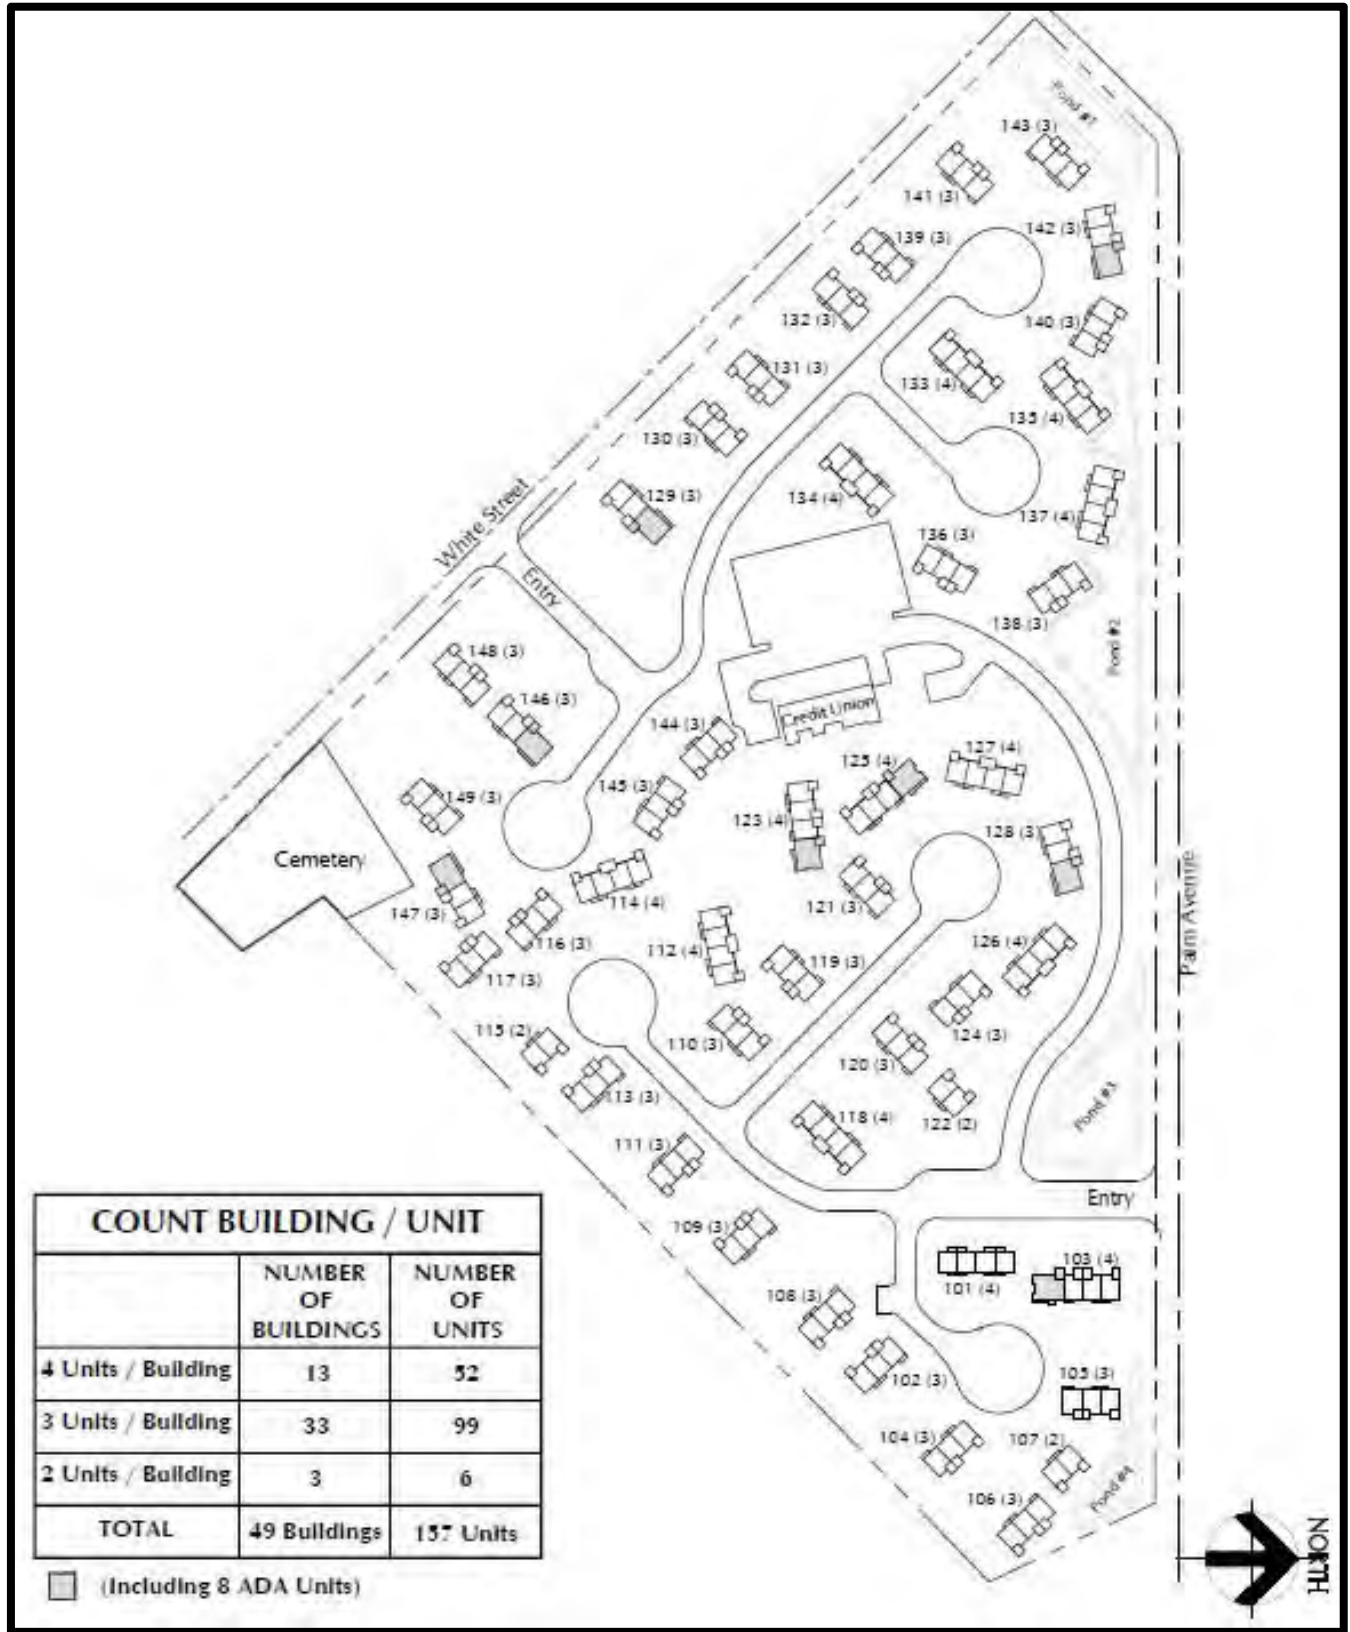 Pond #1
143 (3)
141 (3)
142 (3)
139 (3)
132 (3)
140 (3)
131 (3)
133 (4)
135 (4)
130 (3)
129 (3)
134 (4)
137 (4)
White Street
136 (3)
Entry
138 (3)
Pond #2
148 (3)
146 (3)
144 (3)
Credit Union
127 (4)
125 (4)
145 (3)
149 (3)
123 (4)
128 (3)
Cemetery
Palm Avenue
147 (3)
114 (4)
121 (3)
116 (3)
112 (4)
126 (4)
119 (3)
117 (3)
115 (2)
110 (3)
124 (3)
120 (3)
113 (3)
122 (2)
118 (4)
Pond #3
111 (3)
Entry
109 (3)
103 (4)
101 (4)
108 (3)
105 (3)
102 (3)
104 (3)
107 (2)
106 (3)
Pond #4
NORTH
COUNT BUILDING / UNIT
NUMBER OF BUILDINGS
NUMBER OF UNITS
4 Units / Building 13 52
3 Units / Building 33 99
2 Units / Building 3 6
TOTAL 49 Buildings 157 Units
(Including 8 ADA Units)